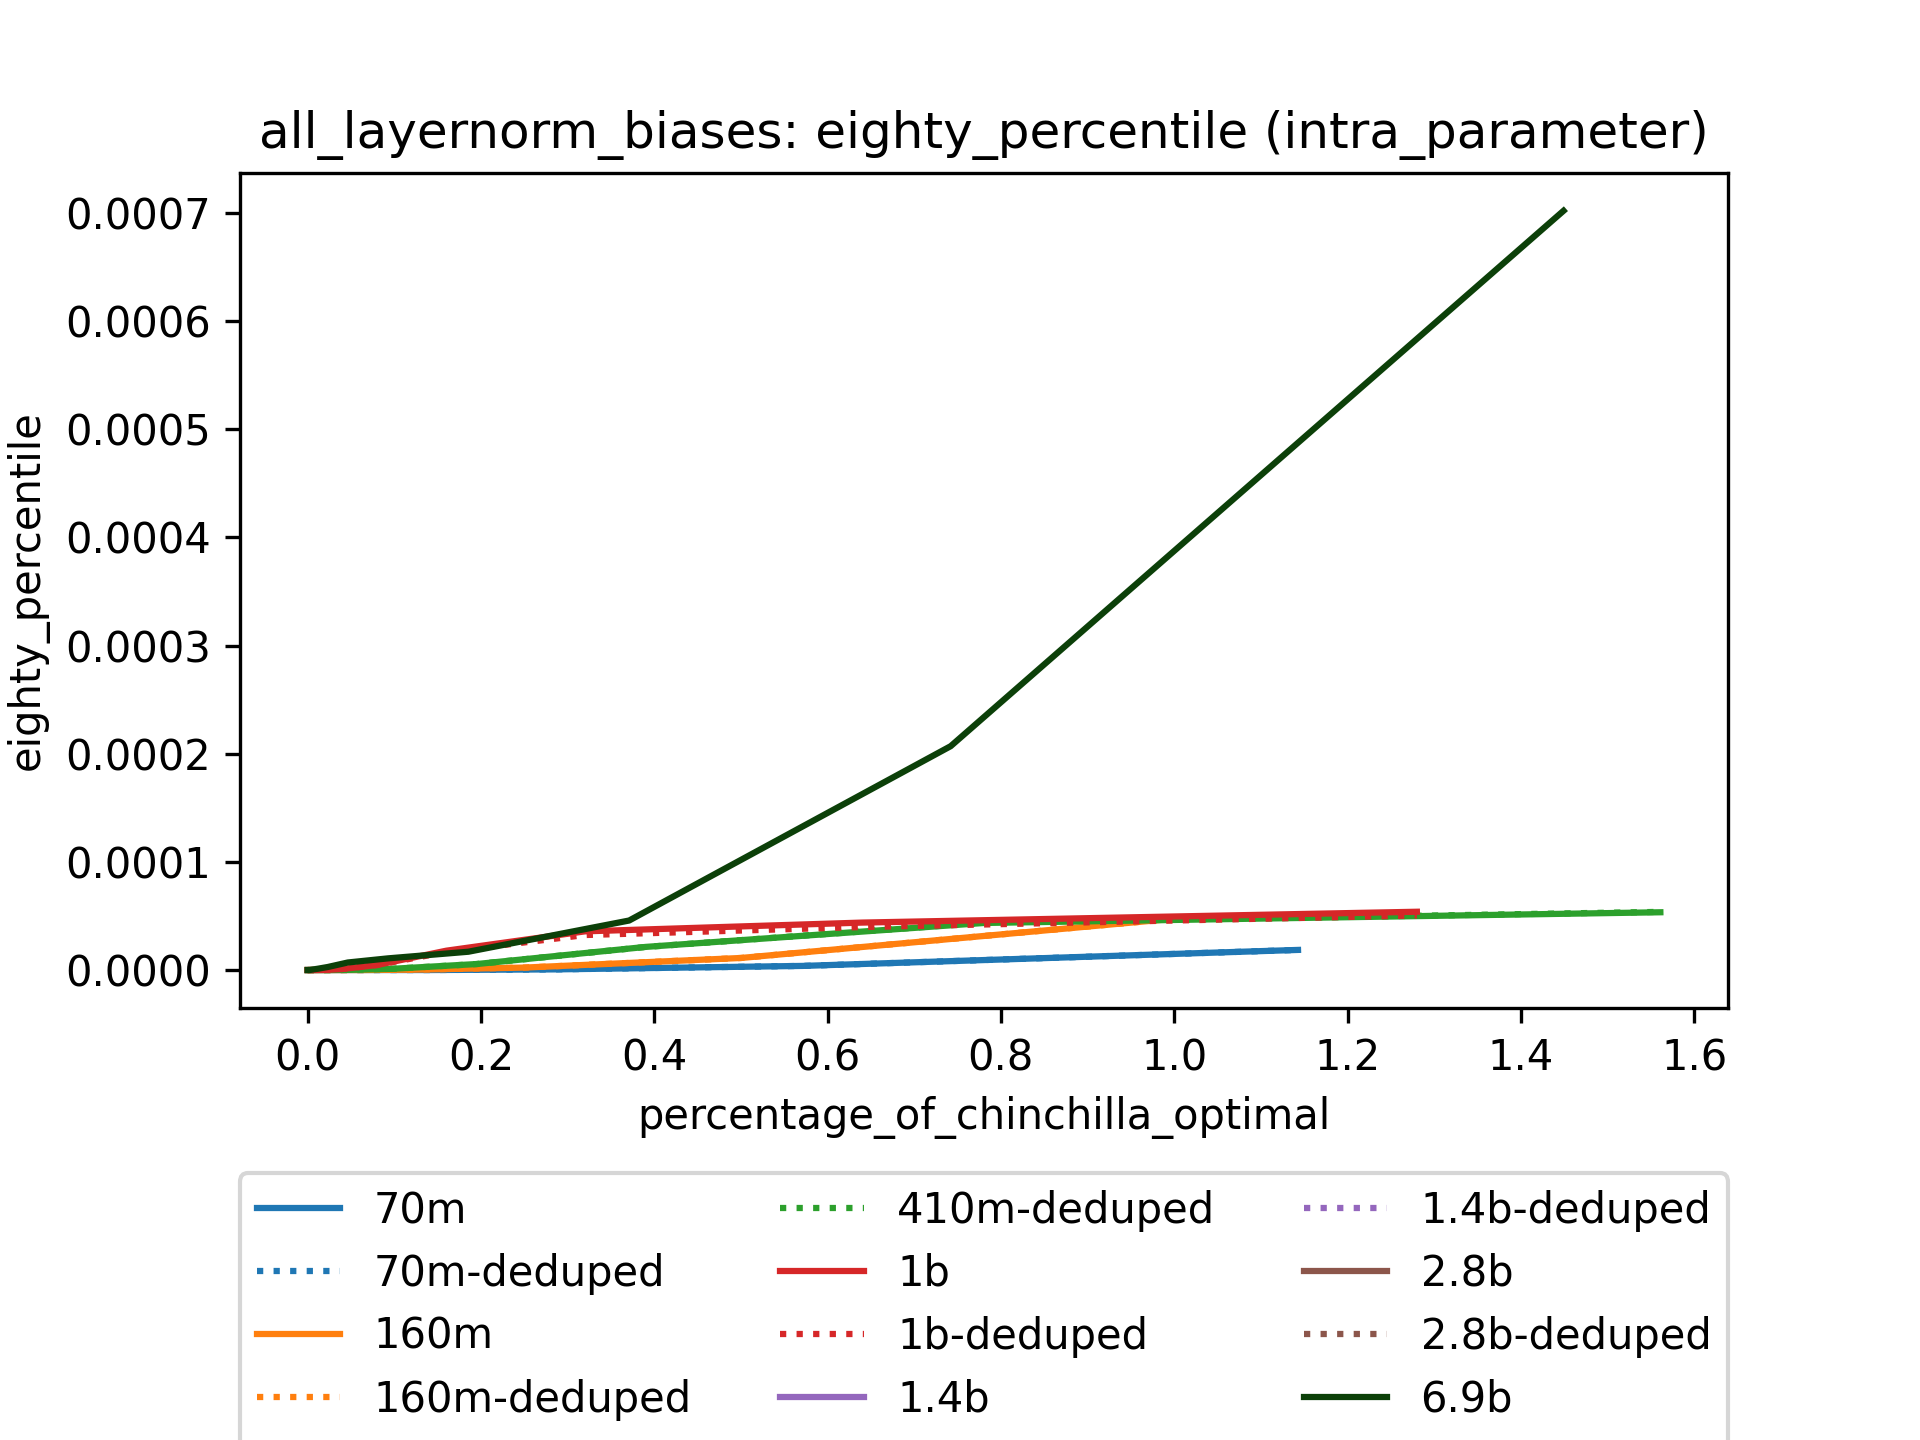 all_layernorm_biases: eighty_percentile (intra_parameter)
0.0007
0.0006
0.0005
0.0004
0.0003
0.0002
0.0001
0.0000
eighty_percentile
0.0 0.2 0.4 0.6 0.8 1.0 1.2 1.4 1.6
percentage_of_chinchilla_optimal
70m
70m-deduped
160m
160m-deduped
410m-deduped
1b
1b-deduped
1.4b
1.4b-deduped
2.8b
2.8b-deduped
6.9b